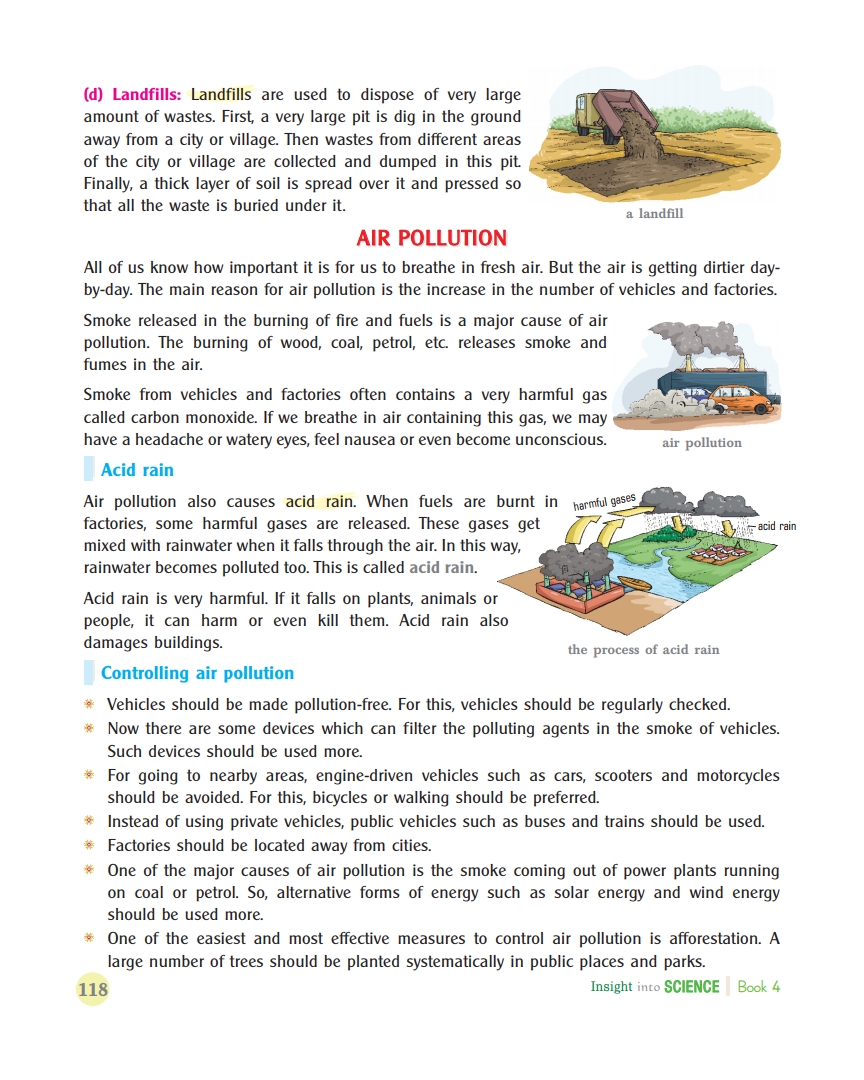 (d) Landfills: Landfills are used to dispose of very large
amount of wastes. First, a very large pit is dig in the ground
away from a city or village. Then wastes from different areas
of the city or village are collected and dumped in this pit.
Finally, a thick layer of soil is spread over it and pressed so
that all the waste is buried under it.
a landfill
AIR POLLUTION
All of us know how important it is for us to breathe in fresh air. But the air is getting dirtier day-
by-day. The main reason for air pollution is the increase in the number of vehicles and factories.
Smoke released in the burning of fire and fuels is a major cause of air
pollution. The burning of wood, coal, petrol, etc. releases smoke and
fumes in the air.
Smoke from vehicles and factories often contains a very harmful gas
called carbon monoxide. If we breathe in air containing this gas, we may
have a headache or watery eyes, feel nausea or even become unconscious.
air pollution
Acid rain
Air pollution also causes acid rain. When fuels are burnt in
factories, some harmful gases are released. These gases get
mixed with rainwater when it falls through the air. In this way,
rainwater becomes polluted too. This is called acid rain.
Acid rain is very harmful. If it falls on plants, animals or
people, it can harm or even kill them. Acid rain also
damages buildings.
harmful gases
acid rain
the process of acid rain
Controlling air pollution
Vehicles should be made pollution-free. For this, vehicles should be regularly checked.
Now there are some devices which can filter the polluting agents in the smoke of vehicles.
Such devices should be used more.
For going to nearby areas, engine-driven vehicles such as cars, scooters and motorcycles
should be avoided. For this, bicycles or walking should be preferred.
Instead of using private vehicles, public vehicles such as buses and trains should be used.
Factories should be located away from cities.
One of the major causes of air pollution is the smoke coming out of power plants running
on coal or petrol. So, alternative forms of energy such as solar energy and wind energy
should be used more.
One of the easiest and most effective measures to control air pollution is afforestation. A
large number of trees should be planted systematically in public places and parks.
118
Insight into SCIENCE Book 4